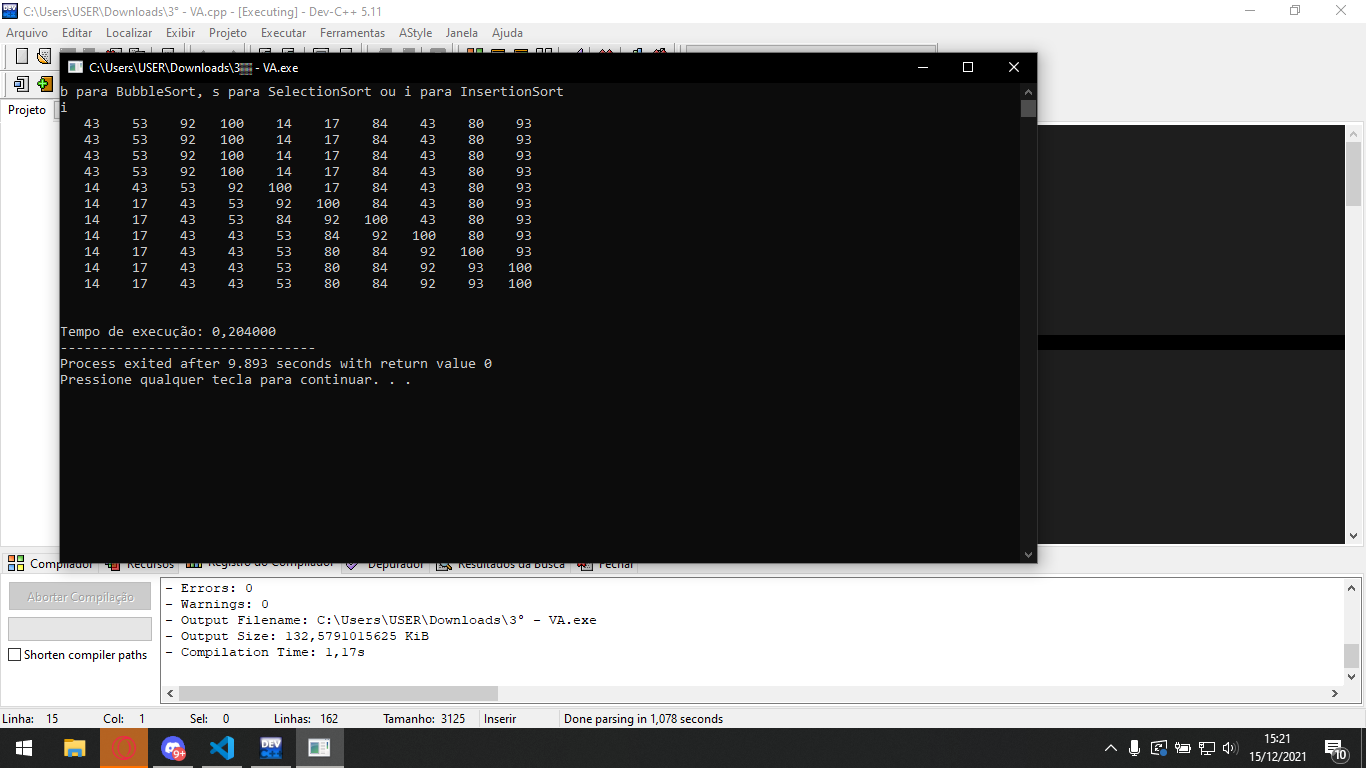 C:\Users\USER\Downloads\3° - VA.cpp - [Executing] - Dev-C++ 5.11
Arquivo Editar Localizar Exibir Projeto Executar Ferramentas AStyle Janela Ajuda
C:\Users\USER\Downloads\3 - VA.exe
Projeto
b para BubbleSort, s para SelectionSort ou i para InsertionSort
i
43 53 92 100 14 17 84 43 80 93
43 53 92 100 14 17 84 43 80 93
43 53 92 100 14 17 84 43 80 93
43 53 92 100 14 17 84 43 80 93
14 43 53 92 100 17 84 43 80 93
14 17 43 53 92 100 84 43 80 93
14 17 43 53 84 92 100 43 80 93
14 17 43 43 53 84 92 100 80 93
14 17 43 43 53 80 84 92 100 93
14 17 43 43 53 80 84 92 93 100
14 17 43 43 53 80 84 92 93 100
Tempo de execução: 0,204000
--------------------------------
Process exited after 9.893 seconds with return value 0
Pressione qualquer tecla para continuar. . .
Compilador Recursos Registro do Compilador Depurador Resultados da Busca Fechar
Abortar Compilação
Shorten compiler paths
- Errors: 0
- Warnings: 0
- Output Filename: C:\Users\USER\Downloads\3° - VA.exe
- Output Size: 132,5791015625 KiB
- Compilation Time: 1,17s
Linha: 15 Col: 1 Sel: 0 Linhas: 162 Tamanho: 3125 Inserir Done parsing in 1,078 seconds
9+
DEV
15:21
15/12/2021
10